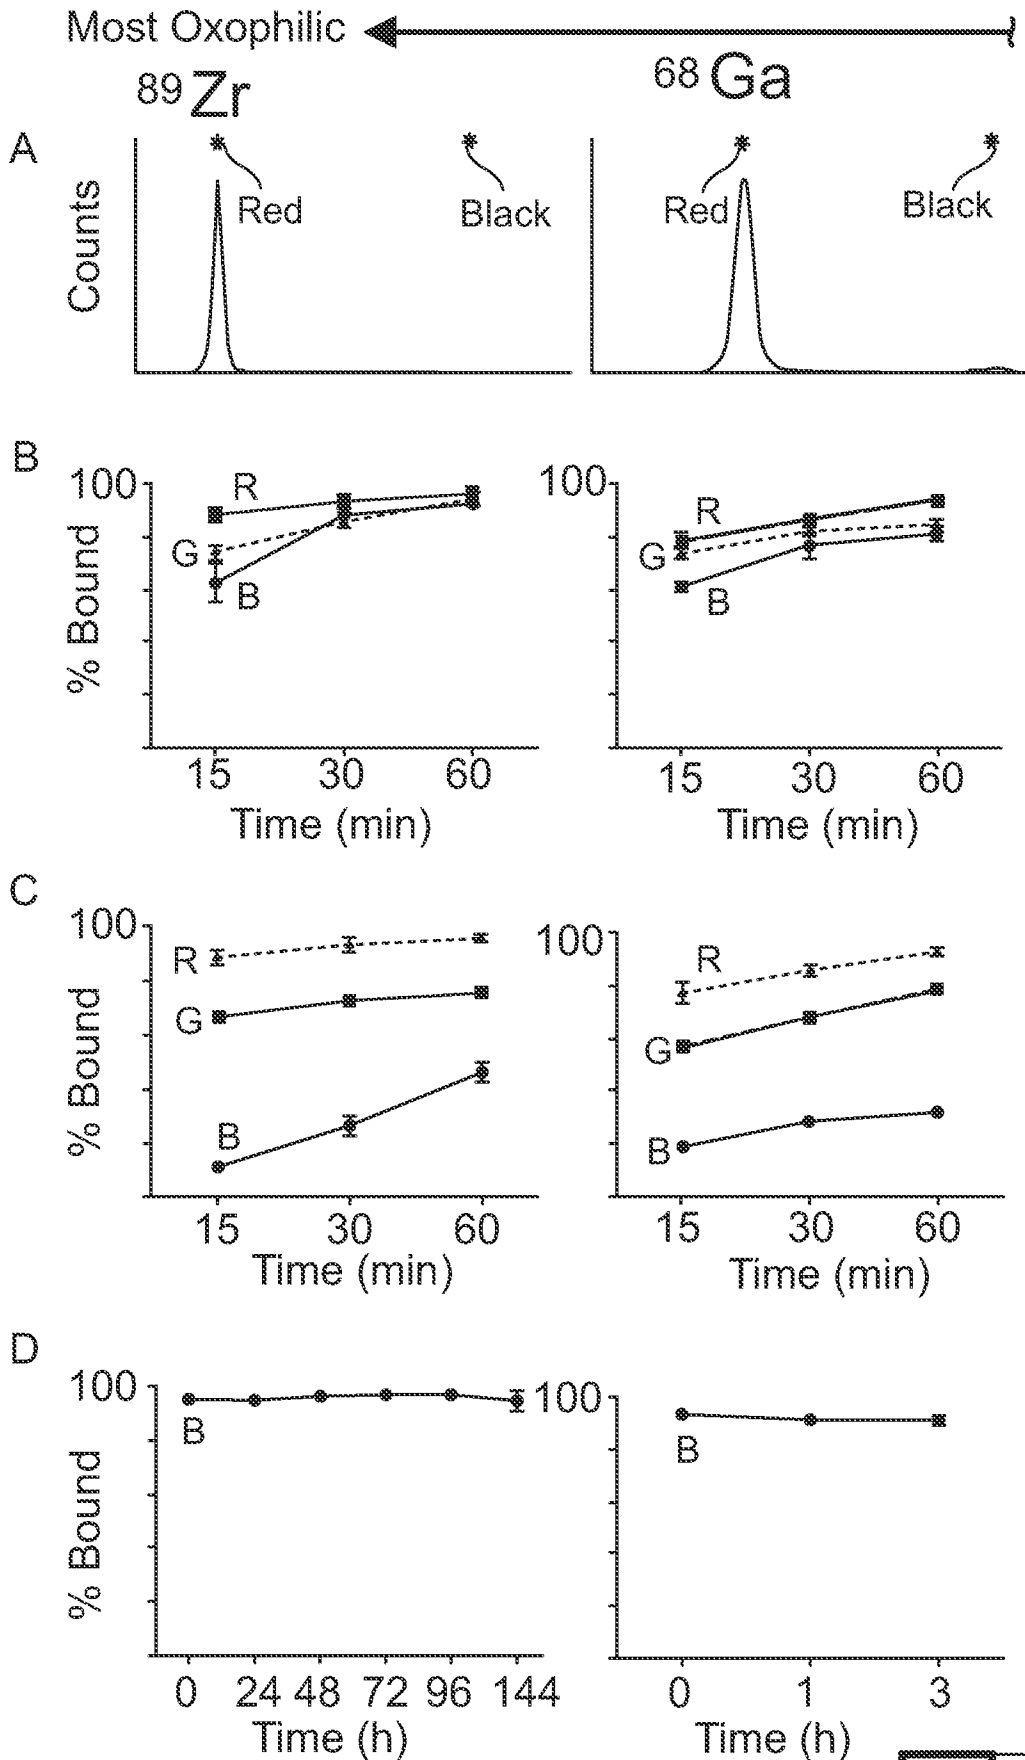 Most Oxophilic
89Zr
68Ga
A
Counts
Red
Black
Red
Black
B
% Bound
100
R
G
B
15 30 60
Time (min)
100
R
G
B
15 30 60
Time (min)
C
% Bound
100
R
G
B
15 30 60
Time (min)
100
R
G
B
15 30 60
Time (min)
D
% Bound
100
B
0 24 48 72 96 144
Time (h)
100
B
0 1 3
Time (h)